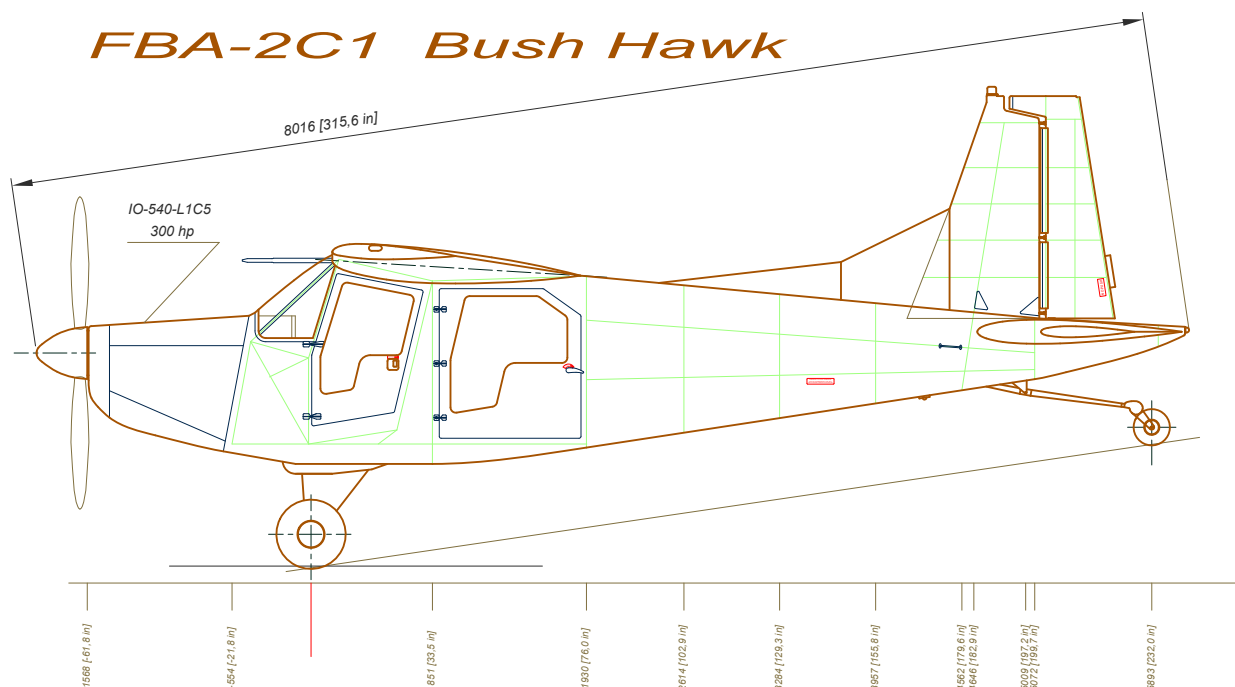 FBA-2C1 Bush Hawk
8016 [315,6 in]
IO-540-L1C5
300 hp
-1568 [-61,8 in]
-554 [-21,8 in]
851 [33,5 in]
1930 [76,0 in]
2614 [102,9 in]
3284 [129,3 in]
3957 [155,8 in]
4562 [179,6 in]
4646 [182,9 in]
5009 [197,2 in]
5072 [199,7 in]
5893 [232,0 in]